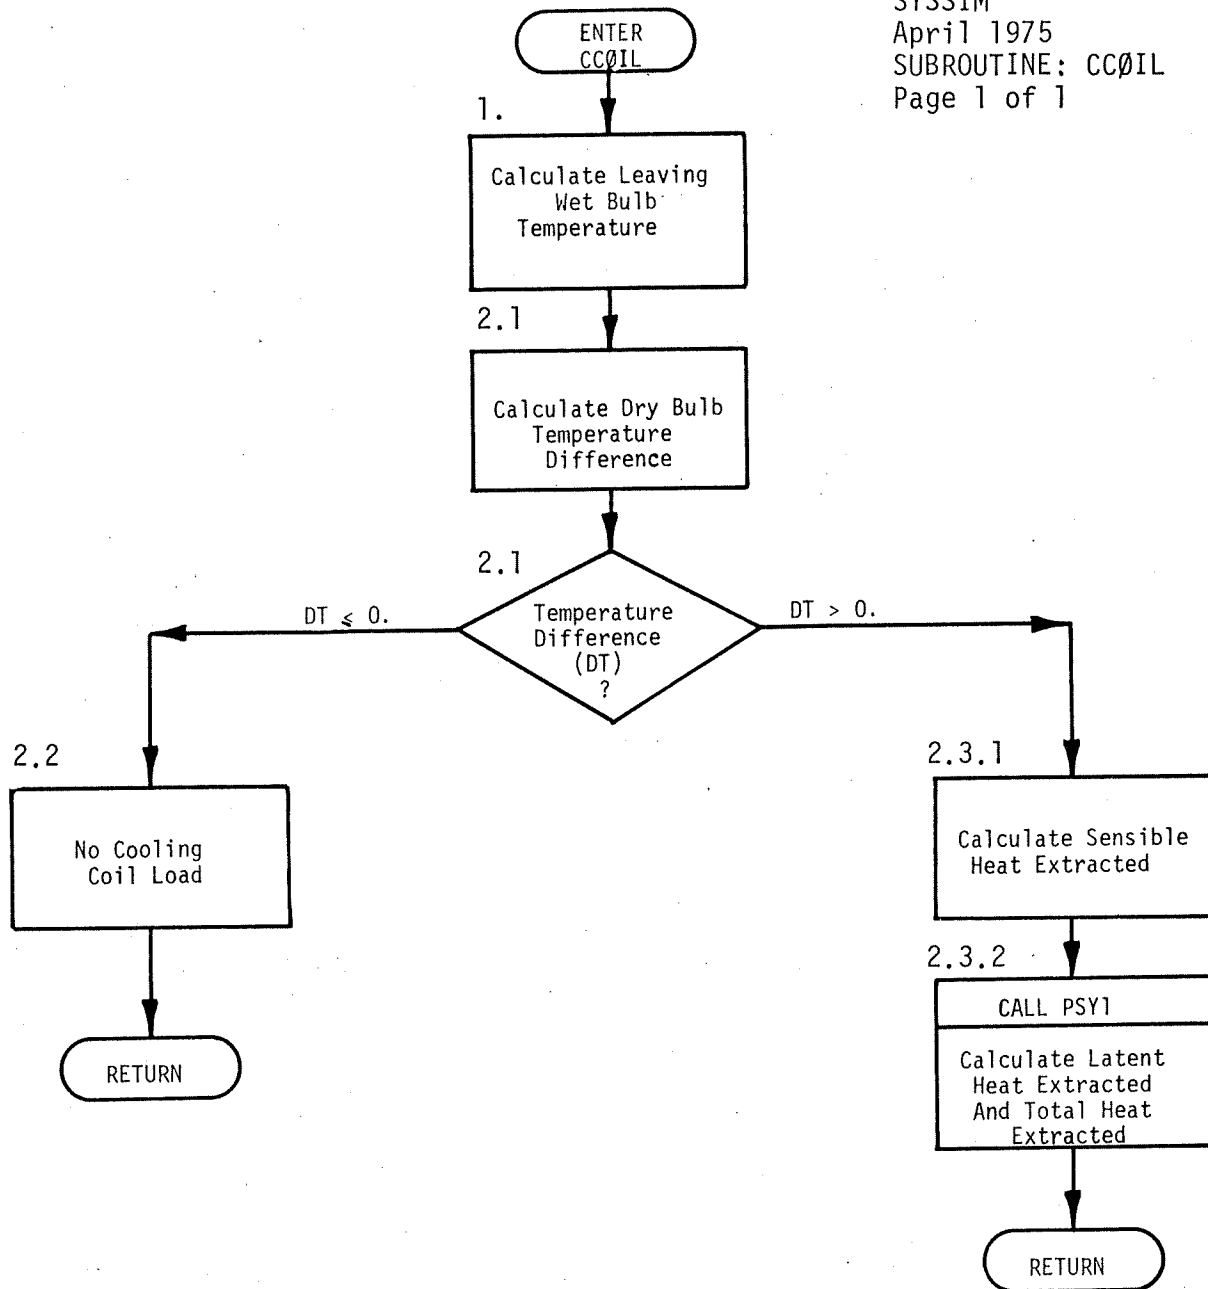 SYSSIM
April 1975
SUBROUTINE: CCØIL
Page 1 of 1
ENTER
CCØIL
1.
Calculate Leaving
Wet Bulb
Temperature
2.1
Calculate Dry Bulb
Temperature
Difference
2.1
Temperature
Difference
(DT)
?
DT ≤ 0.
DT > 0.
2.2
No Cooling
Coil Load
RETURN
2.3.1
Calculate Sensible
Heat Extracted
2.3.2
CALL PSY1
Calculate Latent
Heat Extracted
And Total Heat
Extracted
RETURN